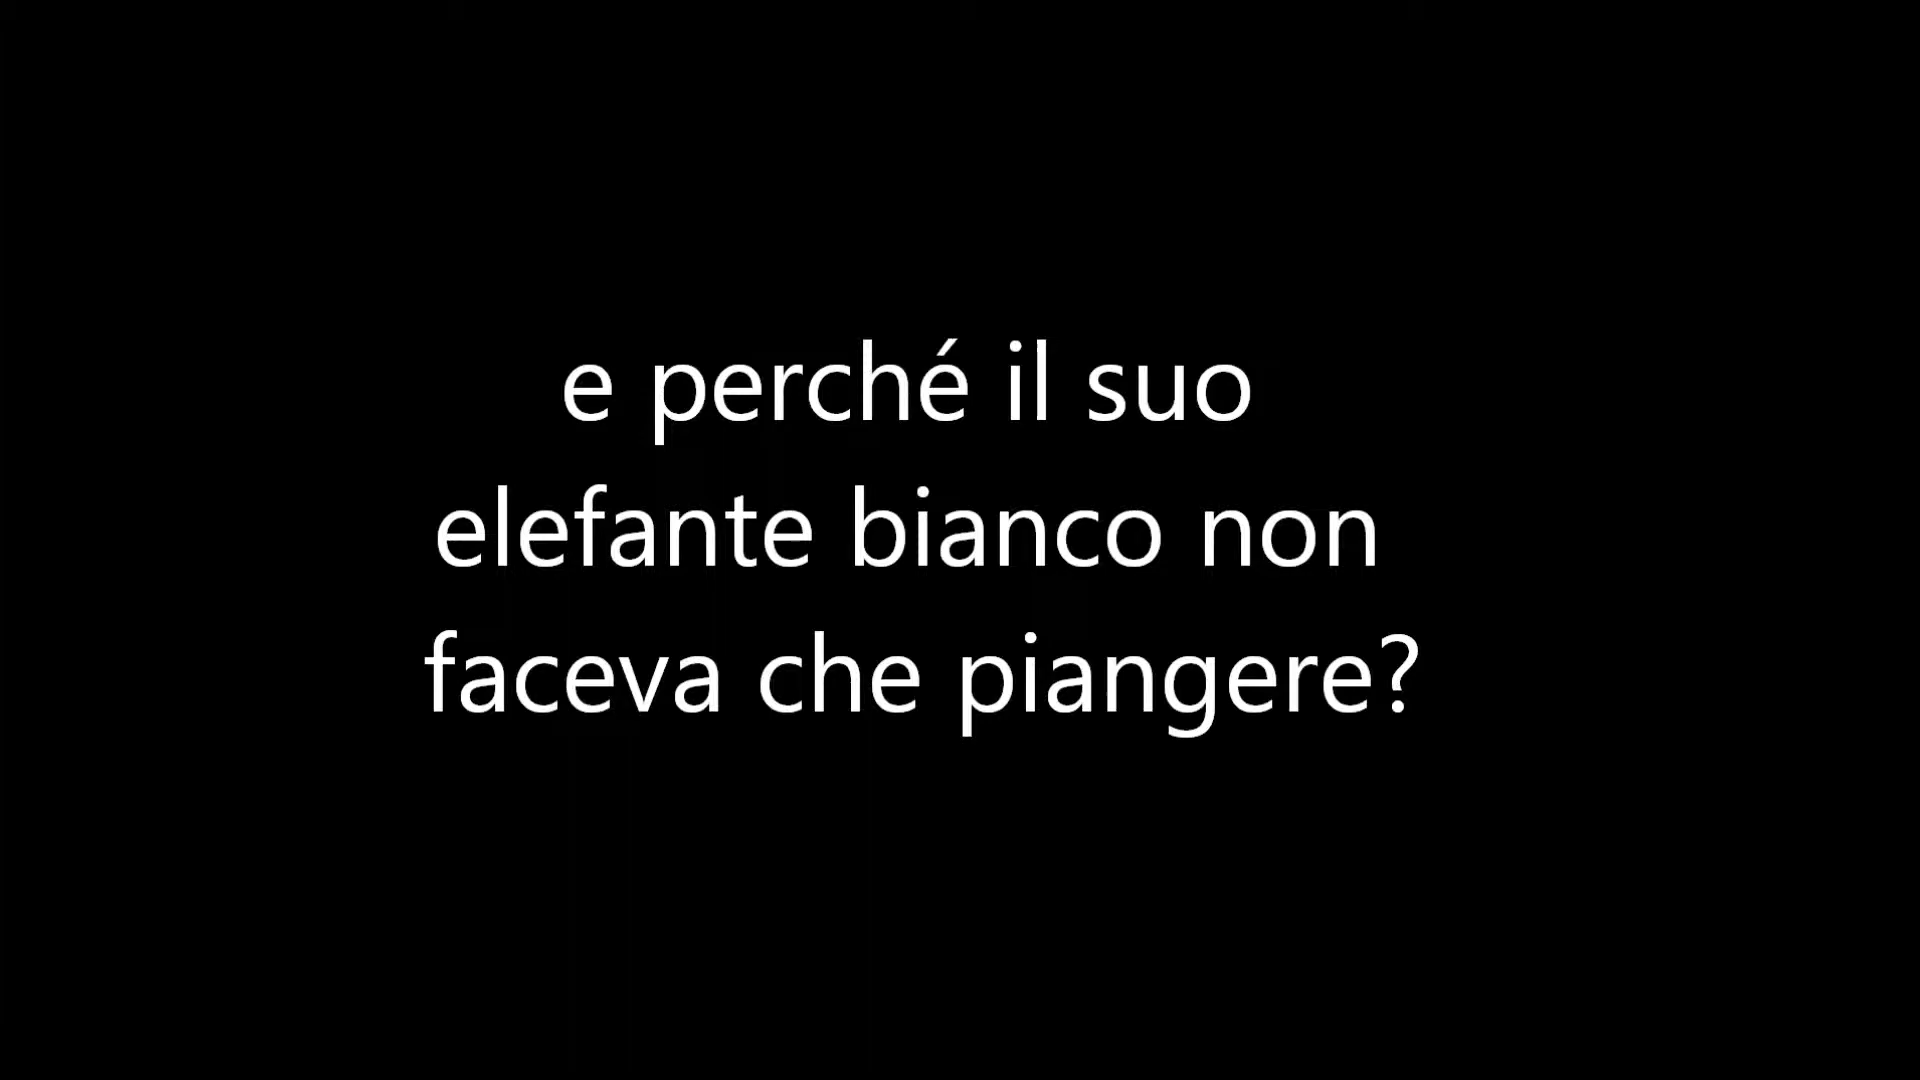 e perché il suo
elefante bianco non
faceva che piangere?